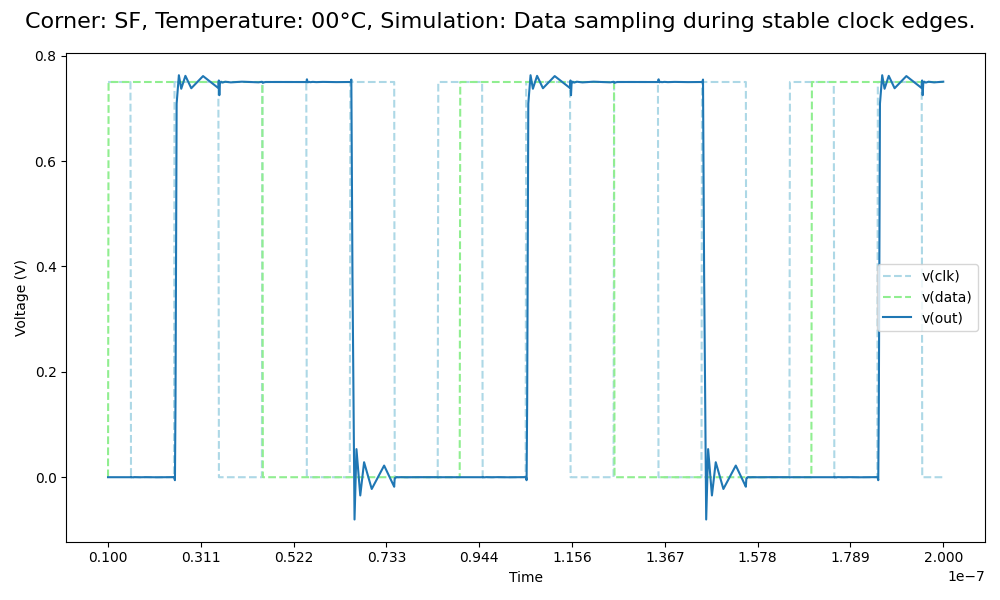 Corner: SF, Temperature: 00°C, Simulation: Data sampling during stable clock edges.
0.8
0.6
0.4
0.2
0.0
Voltage (V)
v(clk)
v(data)
v(out)
0.100 0.311 0.522 0.733 0.944 1.156 1.367 1.578 1.789 2.000
1e−7
Time